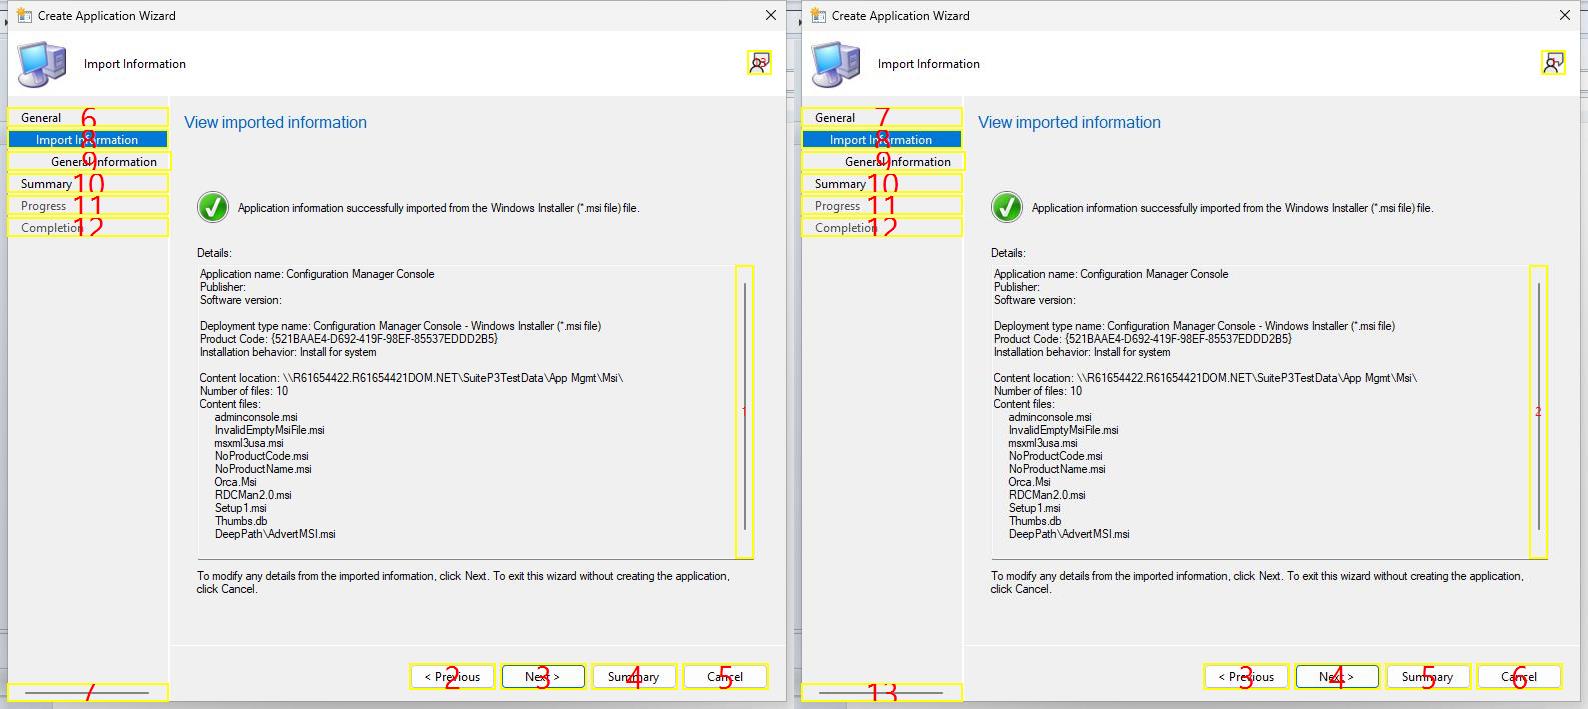 Create Application Wizard
Import Information
13
General 6
Import Information 8
General Information 9
Summary 10
Progress 11
Completion 12
7
View imported information
Application information successfully imported from the Windows Installer (*.msi file) file.
Details:
Application name: Configuration Manager Console
Publisher:
Software version:
Deployment type name: Configuration Manager Console - Windows Installer (*.msi file)
Product Code: {521BAAE4-D692-419F-98EF-85537EDDD2B5}
Installation behavior: Install for system
Content location: \\R61654422.R61654421DOM.NET\SuiteP3TestData\App Mgmt\Msi\
Number of files: 10
Content files:
adminconsole.msi
InvalidEmptyMsiFile.msi
msxml3usa.msi
NoProductCode.msi
NoProductName.msi
Orca.Msi
RDCMan2.0.msi
Setup1.msi
Thumbs.db
DeepPath\AdvertMSI.msi
1
To modify any details from the imported information, click Next. To exit this wizard without creating the application,
click Cancel.
< Previous 2
Next > 3
Summary 4
Cancel 5
Create Application Wizard
Import Information
General 7
Import Information 8
General Information 9
Summary 10
Progress 11
Completion 12
13
View imported information
Application information successfully imported from the Windows Installer (*.msi file) file.
Details:
Application name: Configuration Manager Console
Publisher:
Software version:
Deployment type name: Configuration Manager Console - Windows Installer (*.msi file)
Product Code: {521BAAE4-D692-419F-98EF-85537EDDD2B5}
Installation behavior: Install for system
Content location: \\R61654422.R61654421DOM.NET\SuiteP3TestData\App Mgmt\Msi\
Number of files: 10
Content files:
adminconsole.msi
InvalidEmptyMsiFile.msi
msxml3usa.msi
NoProductCode.msi
NoProductName.msi
Orca.Msi
RDCMan2.0.msi
Setup1.msi
Thumbs.db
DeepPath\AdvertMSI.msi
2
To modify any details from the imported information, click Next. To exit this wizard without creating the application,
click Cancel.
< Previous 3
Next > 4
Summary 5
Cancel 6